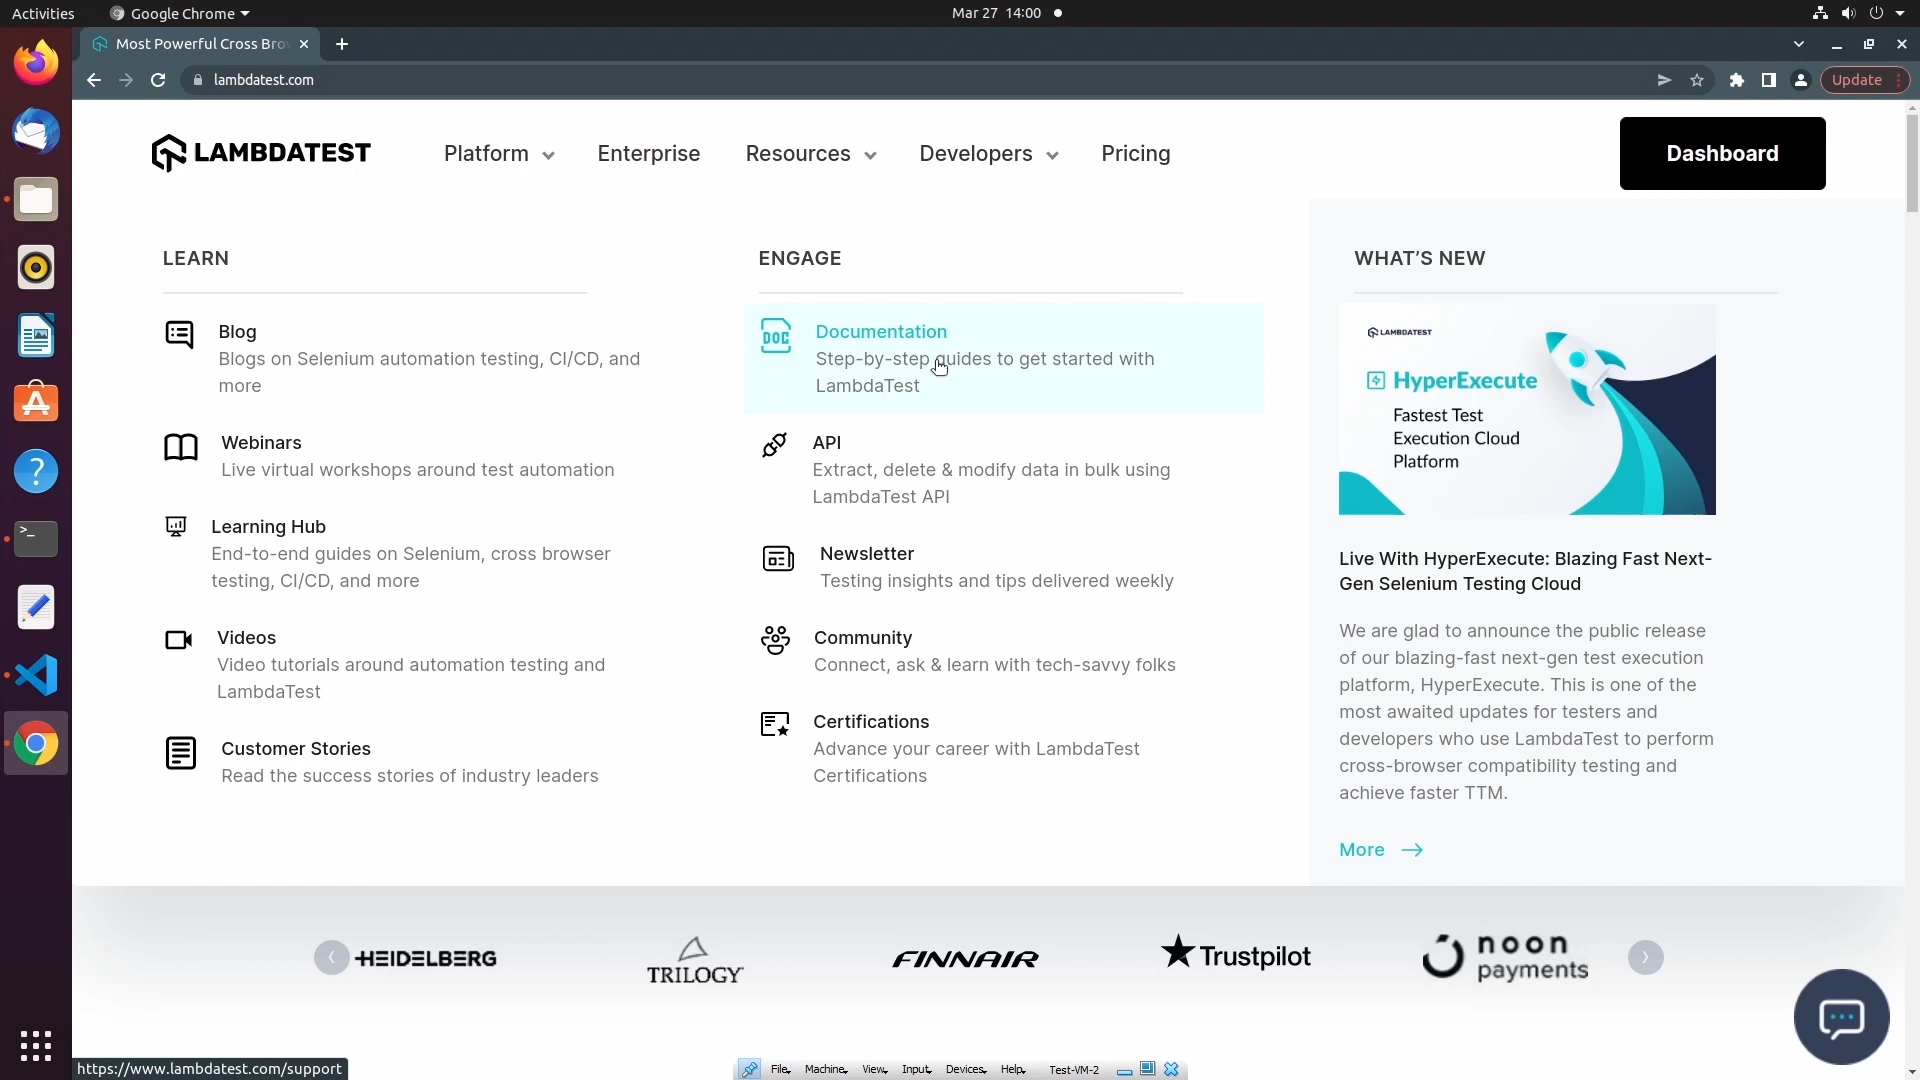 Activities
Google Chrome
Mar 27 14:00
Most Powerful Cross Bro
lambdatest.com
Update
LAMBDATEST
Platform
Enterprise
Resources
Developers
Pricing
Dashboard
LEARN
Blog
Blogs on Selenium automation testing, CI/CD, and
more
Webinars
Live virtual workshops around test automation
Learning Hub
End-to-end guides on Selenium, cross browser
testing, CI/CD, and more
Videos
Video tutorials around automation testing and
LambdaTest
Customer Stories
Read the success stories of industry leaders
ENGAGE
DOC
Documentation
Step-by-step guides to get started with
LambdaTest
API
Extract, delete & modify data in bulk using
LambdaTest API
Newsletter
Testing insights and tips delivered weekly
Community
Connect, ask & learn with tech-savvy folks
Certifications
Advance your career with LambdaTest
Certifications
WHAT'S NEW
LAMBDATEST
HyperExecute
Fastest Test
Execution Cloud
Platform
Live With HyperExecute: Blazing Fast Next-
Gen Selenium Testing Cloud
We are glad to announce the public release
of our blazing-fast next-gen test execution
platform, HyperExecute. This is one of the
most awaited updates for testers and
developers who use LambdaTest to perform
cross-browser compatibility testing and
achieve faster TTM.
More
HEIDELBERG
TRILOGY
FINNAIR
Trustpilot
noon
payments
https://www.lambdatest.com/support
File Machine View Input Devices Help Test-VM-2